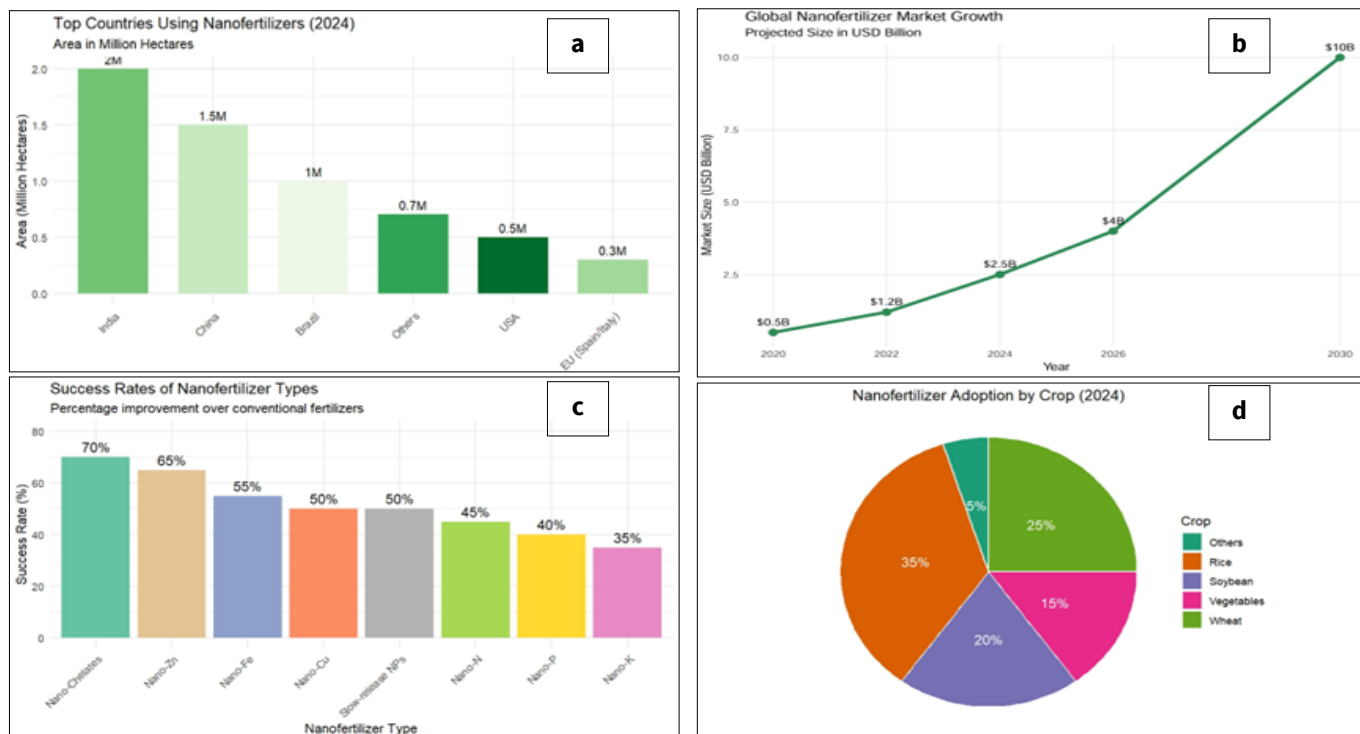 Top Countries Using Nanofertilizers (2024)
Area in Million Hectares
a
Area (Million Hectares)
2.0
1.5
1.0
0.5
0.0
2M
1.5M
1M
0.7M
0.5M
0.3M
India
China
Brazil
Others
USA
EU (Spain/Italy)
Global Nanofertilizer Market Growth
Projected Size in USD Billion
b
Market Size (USD Billion)
10.0
7.5
5.0
2.5
$0.5B
$1.2B
$2.5B
$4B
$10B
2020
2022
2024
2026
2030
Year
Success Rates of Nanofertilizer Types
Percentage improvement over conventional fertilizers
c
Success Rate (%)
80
60
40
20
0
70%
65%
55%
50%
50%
45%
40%
35%
Nano-Chelates
Nano-Zn
Nano-Fe
Nano-Cu
Slow-release NPs
Nano-N
Nano-P
Nano-K
Nanofertilizer Type
Nanofertilizer Adoption by Crop (2024)
d
5%
25%
35%
15%
20%
Crop
Others
Rice
Soybean
Vegetables
Wheat